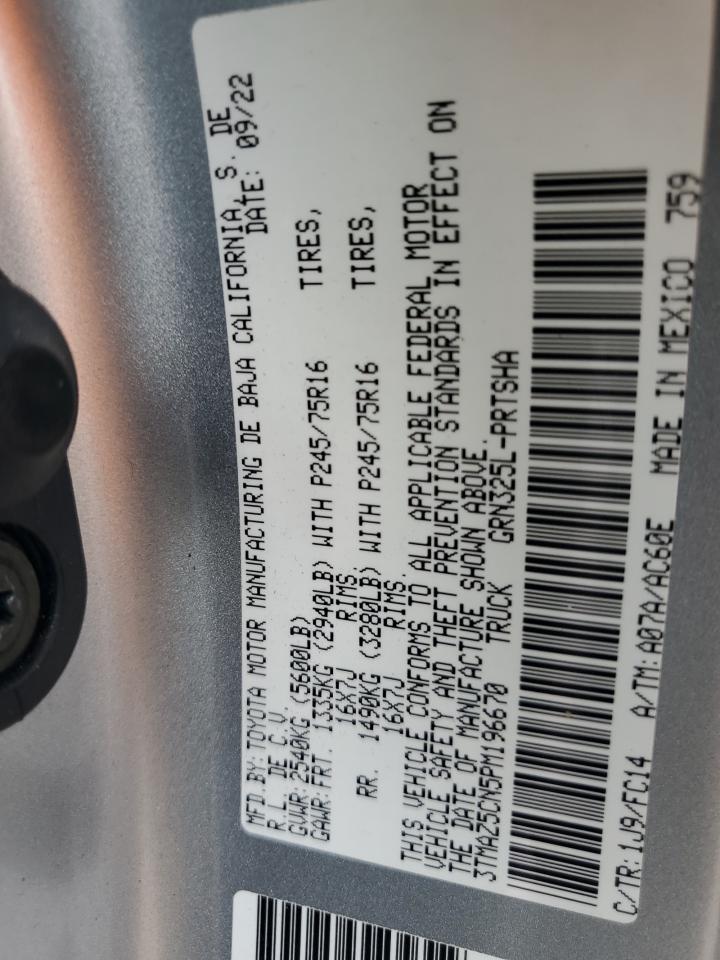 MFD.BY:TOYOTA MOTOR MANUFACTURING DE BAJA CALIFORNIA, S. DE
R.L. DE C.V. DATE: 09/22
GVWR:2540KG (5600LB)
GAWR:FRT. 1335KG (2940LB) WITH P245/75R16 TIRES,
16X7J RIMS
RR. 1490KG (3280LB) WITH P245/75R16 TIRES,
16X7J RIMS.
THIS VEHICLE CONFORMS TO ALL APPLICABLE FEDERAL MOTOR
VEHICLE SAFETY AND THEFT PREVENTION STANDARDS IN EFFECT ON
THE DATE OF MANUFACTURE SHOWN ABOVE.
3TMAZ5CN5PM196670 TRUCK GRN325L-PRTSHA
C/TR:1J9/FC14 A/TM:A07A/AC60E MADE IN MEXICO 759